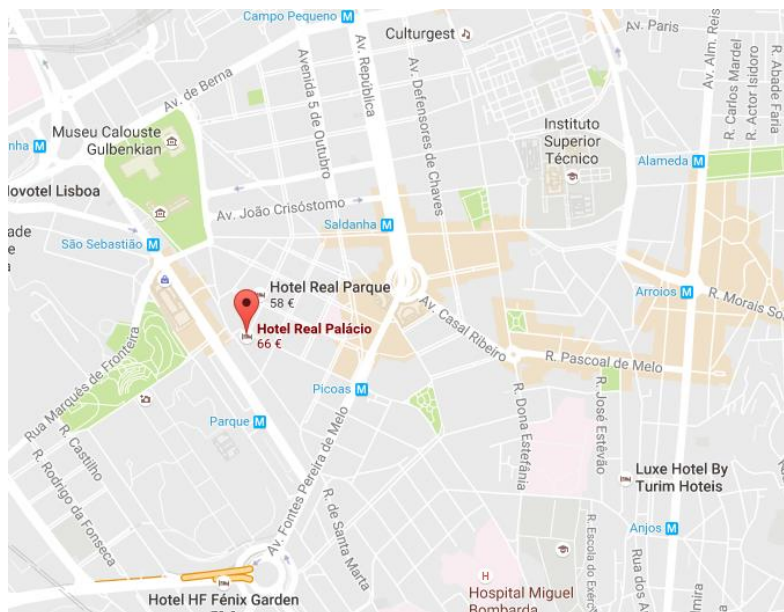 Campo Pequeno M
Culturgest
Av. Paris
Av. de Berna
Avenida 5 de Outubro
Av. República
Av. Defensores de Chaves
Av. Alm. Reis
R. Carlos Mardel
R. Actor Isidoro
R. Abade Faria
Museu Calouste
Gulbenkian
Instituto
Superior
Técnico
nha M
Alameda M
Novotel Lisboa
Av. João Crisóstomo
Saldanha M
ade
de
a
São Sebastião M
Hotel Real Parque
58 €
Hotel Real Palácio
66 €
Arroios M
R. Morais So
Av. Casal Ribeiro
R. Pascoal de Melo
Rua Marquês de Fronteira
Picoas M
Parque M
R. Castilho
R. Rodrigo da Fonseca
Av. Fontes Pereira de Melo
R. Dona Estefânia
R. José Estêvão
Luxe Hotel By
Turim Hoteis
R. de Santa Marta
Anjos M
R. Escola do Exérc
Rua dos A
mira
H
Hospital Miguel
Bombarda
Hotel HF Fénix Garden